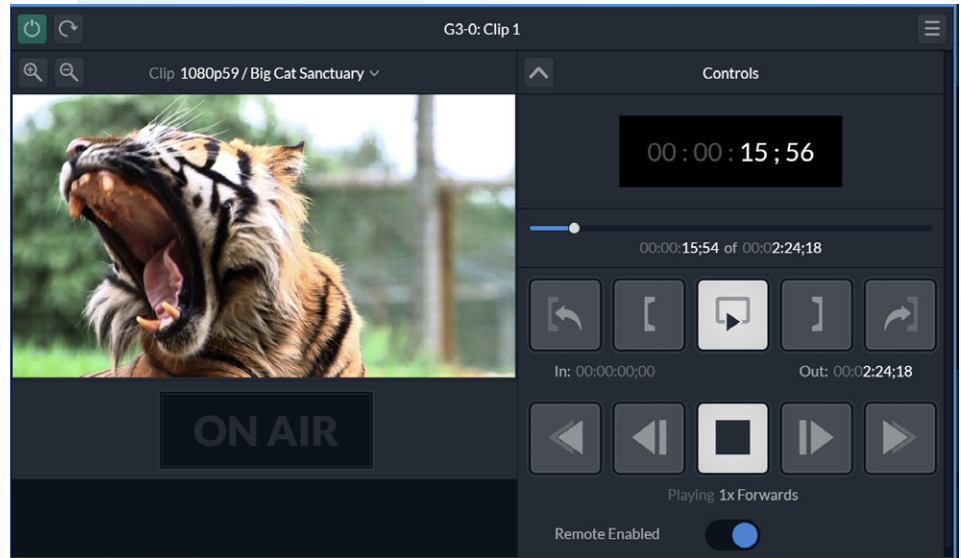 G3-0: Clip 1
Clip 1080p59 / Big Cat Sanctuary
Controls
00:00:15;56
00:00:15;54 of 00:02:24;18
In: 00:00:00;00
Out: 00:02:24;18
ON AIR
Playing 1x Forwards
Remote Enabled